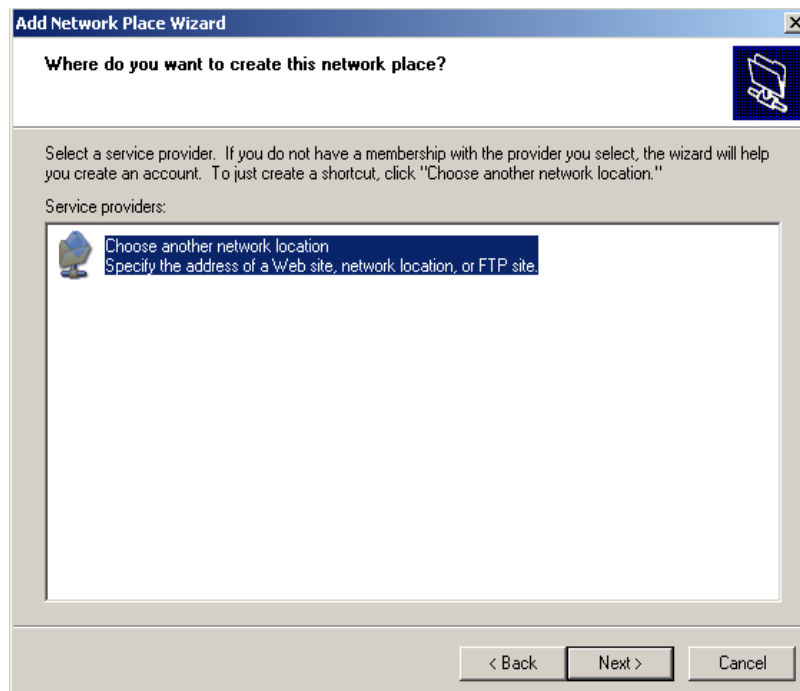 Add Network Place Wizard
Where do you want to create this network place?
Select a service provider.  If you do not have a membership with the provider you select, the wizard will help
you create an account.  To just create a shortcut, click "Choose another network location."
Service providers:
Choose another network location
Specify the address of a Web site, network location, or FTP site.
< Back
Next >
Cancel